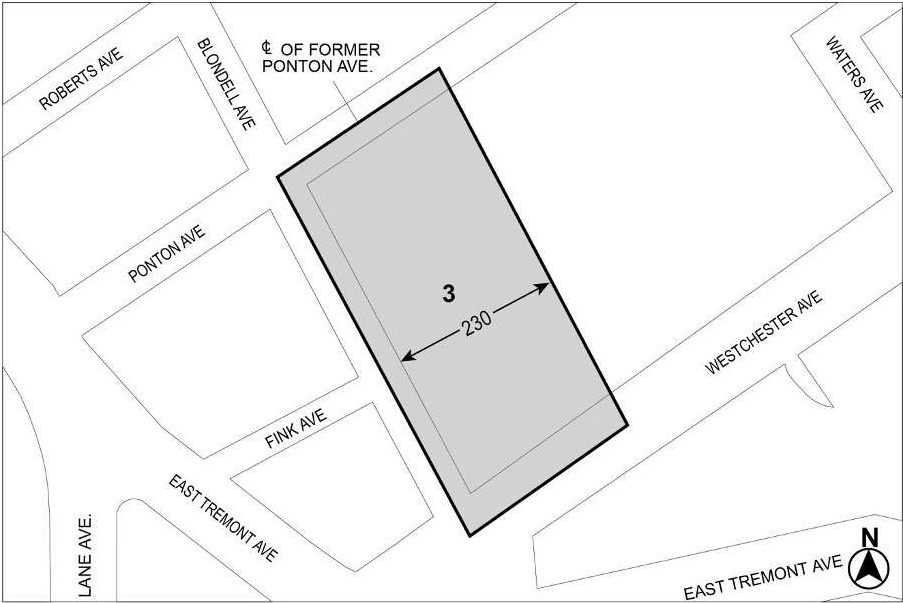 ROBERTS AVE
BLONDELL AVE
℄ OF FORMER
PONTON AVE.
WATERS AVE
PONTON AVE
3
230
WESTCHESTER AVE
FINK AVE
EAST TREMONT AVE
LANE AVE.
EAST TREMONT AVE
N